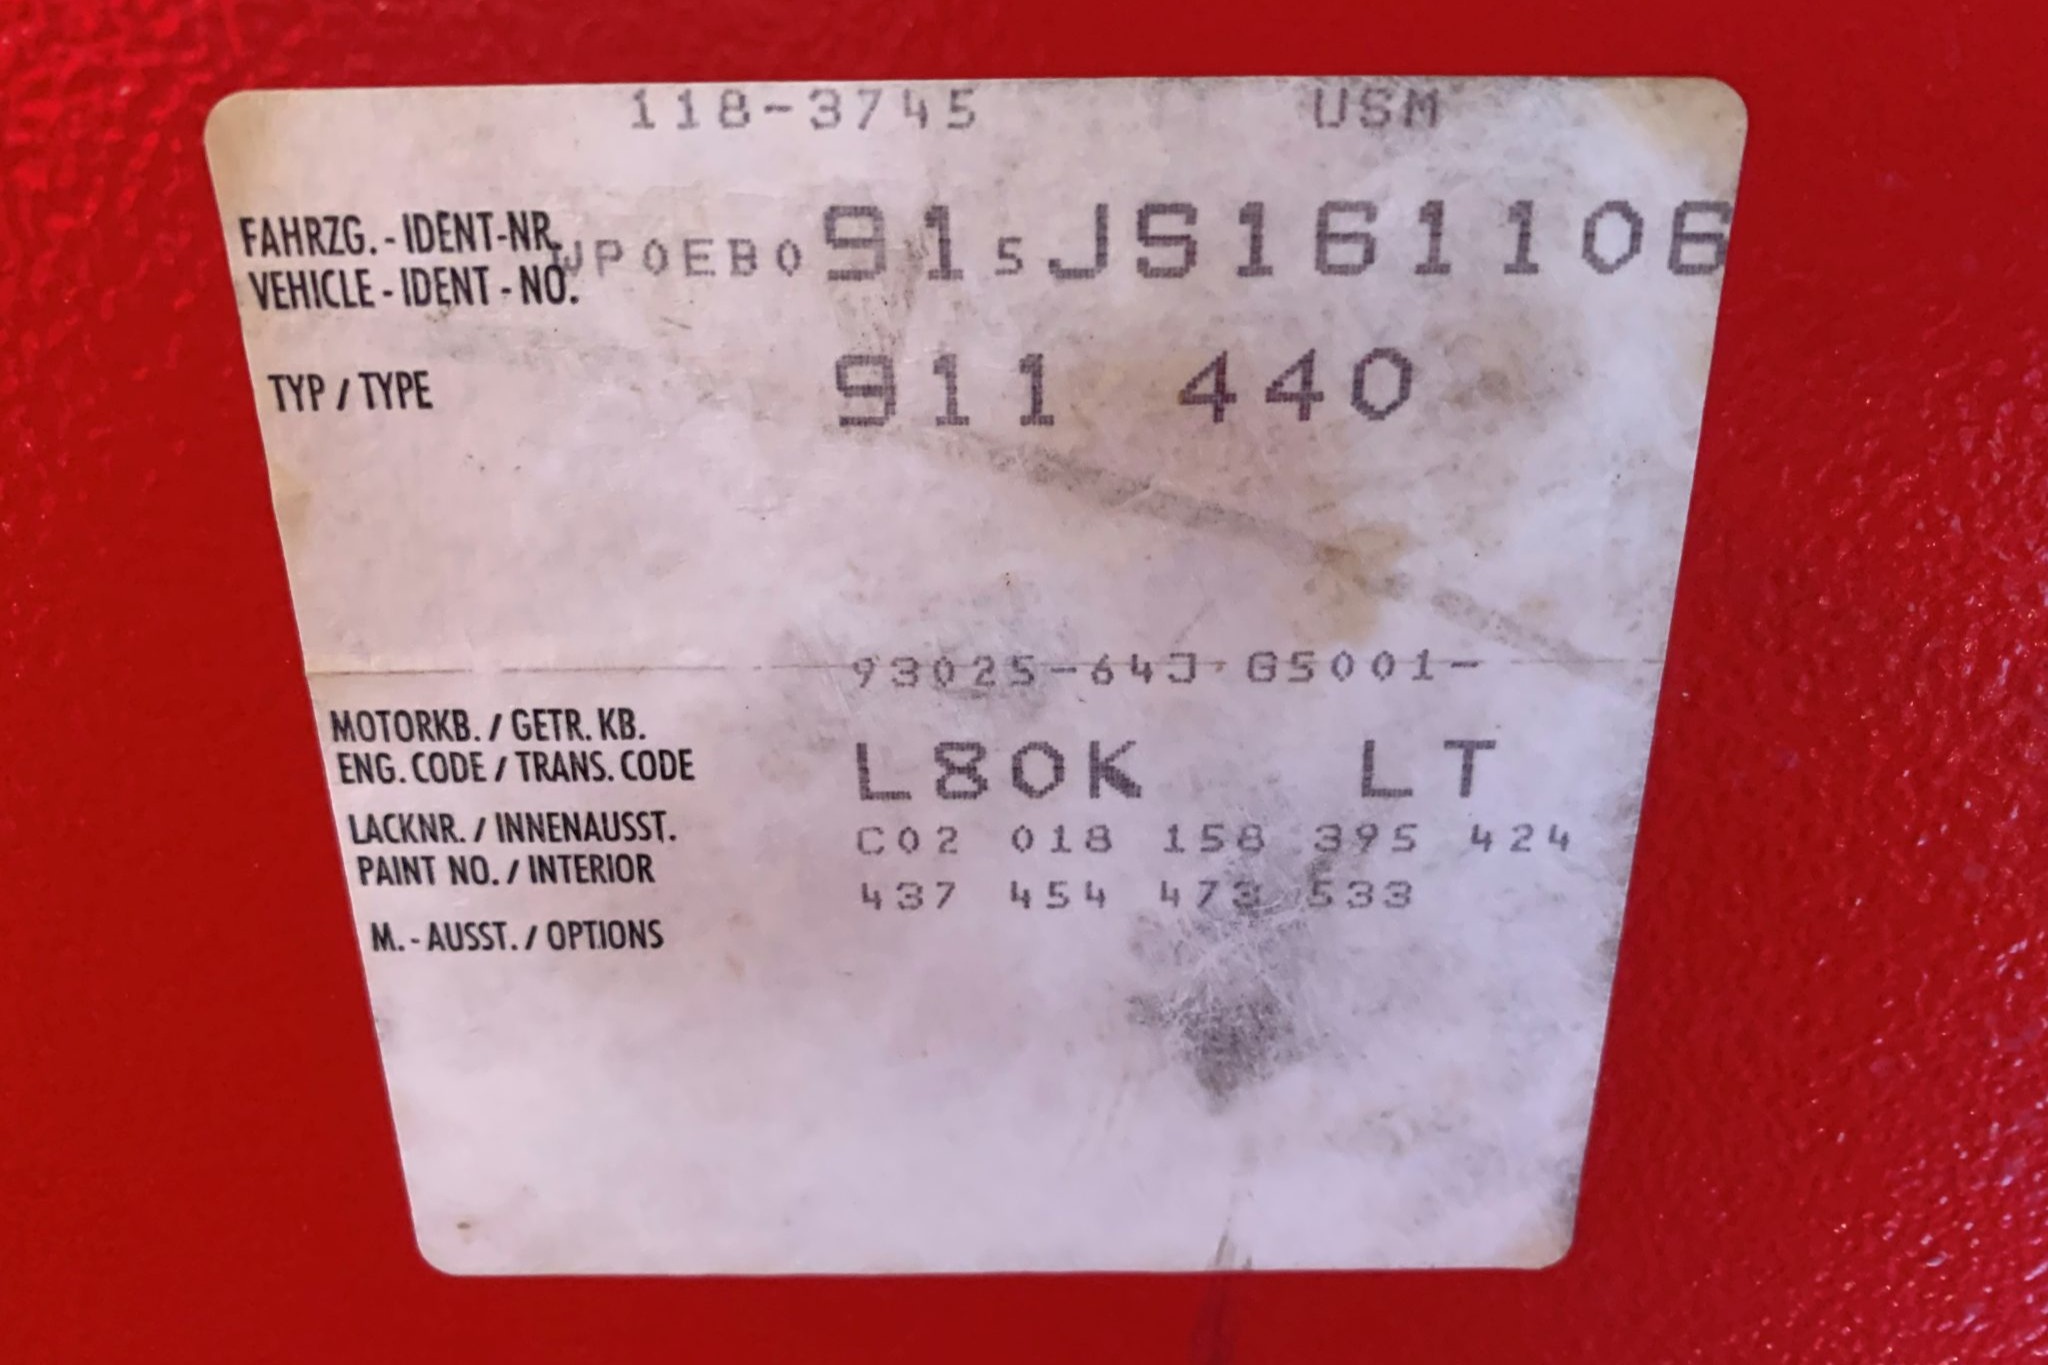 118-3745 USM
FAHRZG. - IDENT-NR.
VEHICLE - IDENT - NO. WP0EB0915JS161106
TYP / TYPE 911 440
93025-64J G5001-
MOTORKB. / GETR. KB.
ENG. CODE / TRANS. CODE
L80K LT
LACKNR. / INNENAUSST.
PAINT NO. / INTERIOR
C02 018 158 395 424
437 454 473 533
M. - AUSST. / OPTIONS